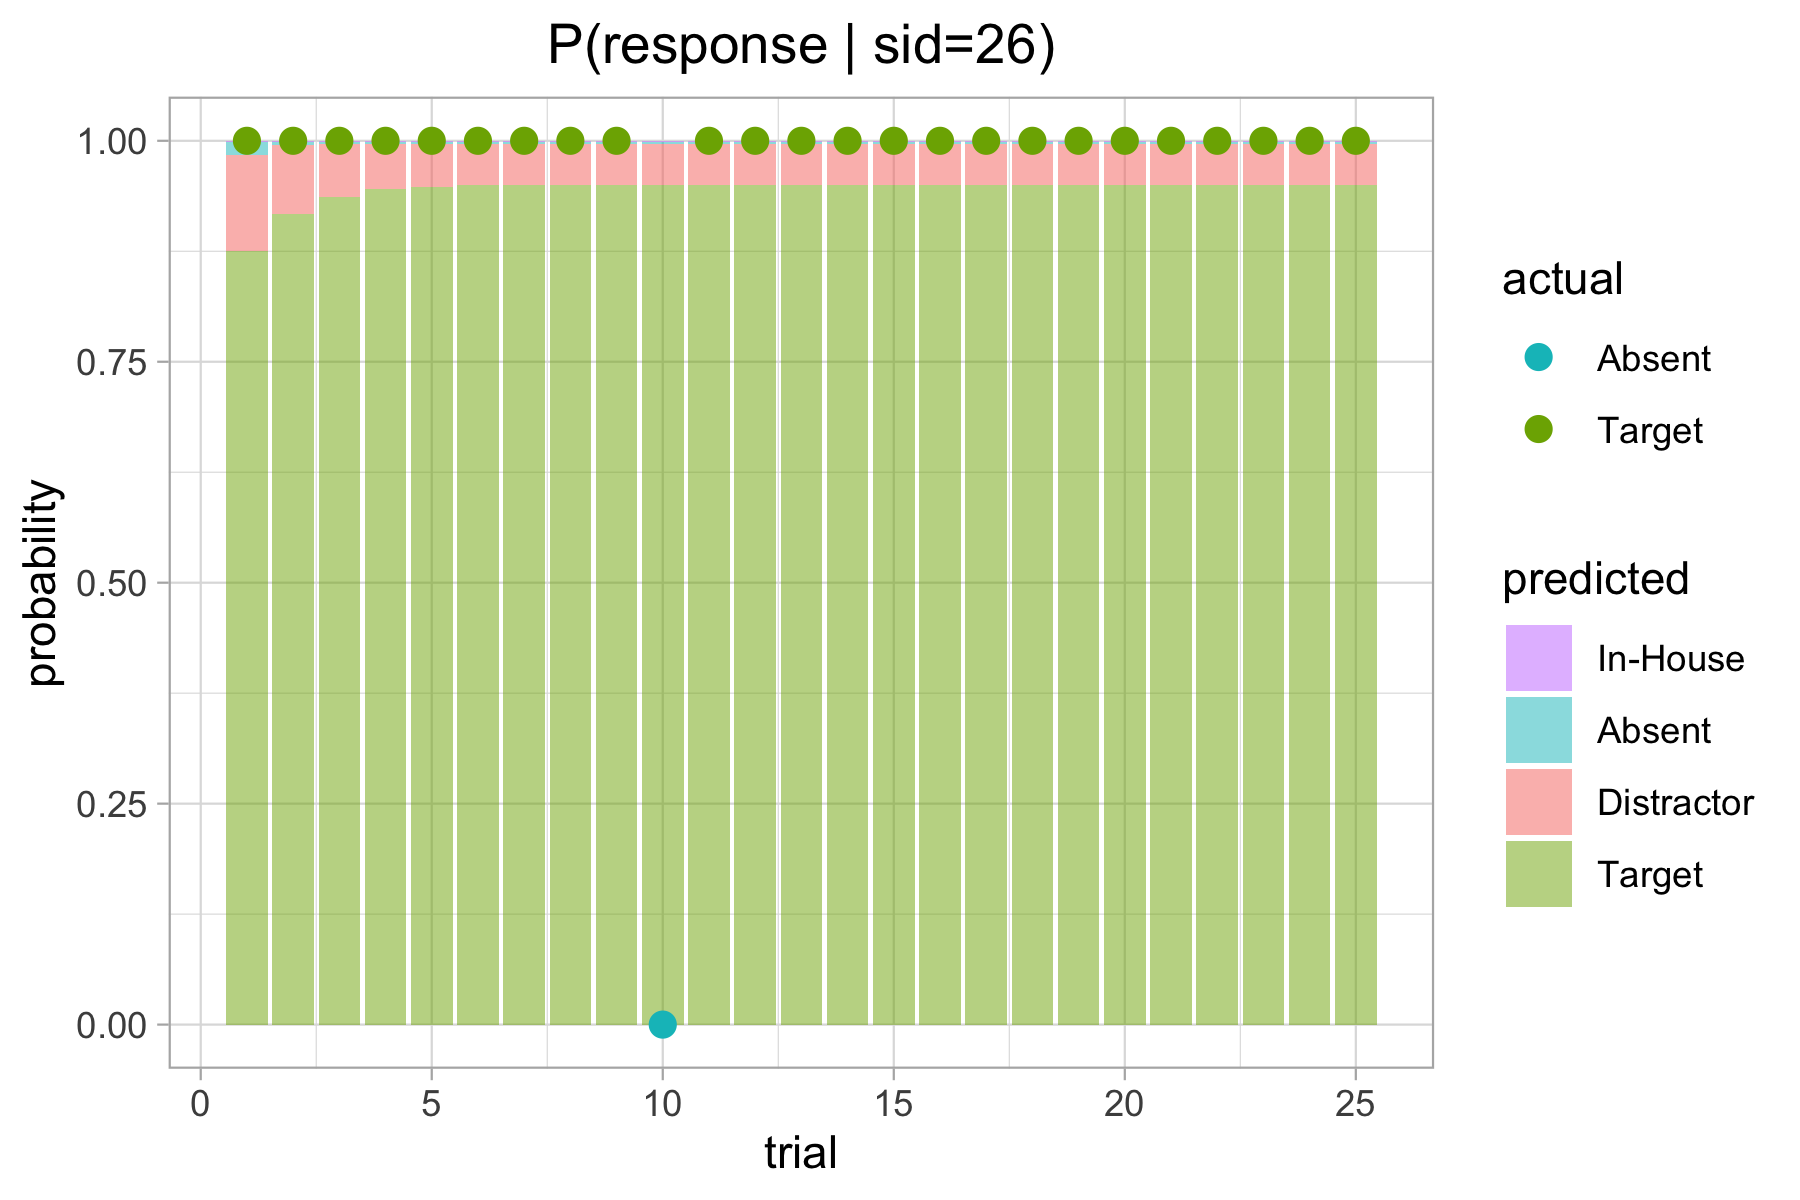 P(response | sid=26)
1.00
0.75
0.50
0.25
0.00
probability
0 5 10 15 20 25
trial
actual
Absent
Target
predicted
In-House
Absent
Distractor
Target